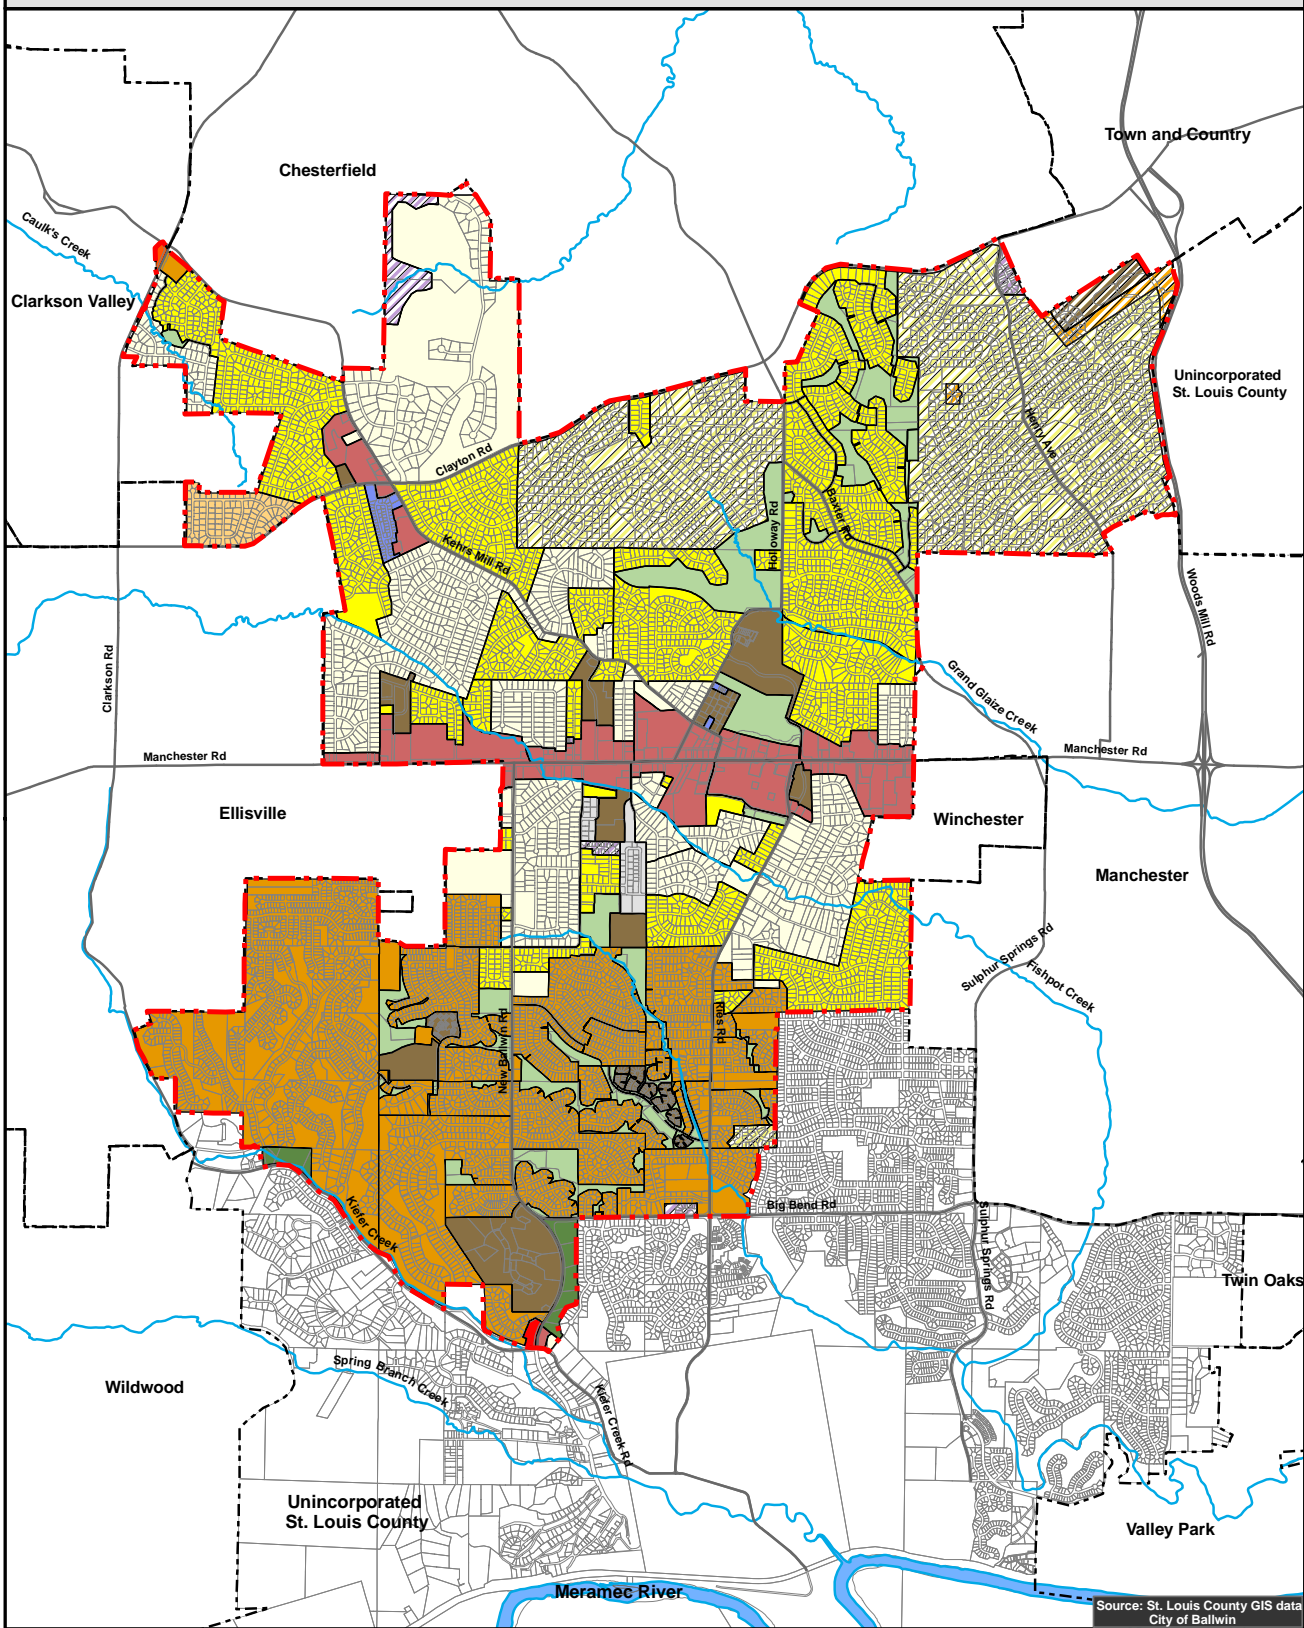 Town and Country
Chesterfield
Caulk's Creek
Clarkson Valley
Unincorporated
St. Louis County
Henry Ave
Clayton Rd
Baxter Rd
Holloway Rd
Kehrs Mill Rd
Woods Mill Rd
Clarkson Rd
Grand Glaize Creek
Manchester Rd
Manchester Rd
Ellisville
Winchester
Manchester
Sulphur Springs Rd
Fishpot Creek
New Ballwin Rd
Ries Rd
Kiefer Creek
Big Bend Rd
Sulphur Springs Rd
Twin Oaks
Wildwood
Spring Branch Creek
Kiefer Creek Rd
Unincorporated
St. Louis County
Valley Park
Meramec River
Source: St. Louis County GIS data
City of Ballwin